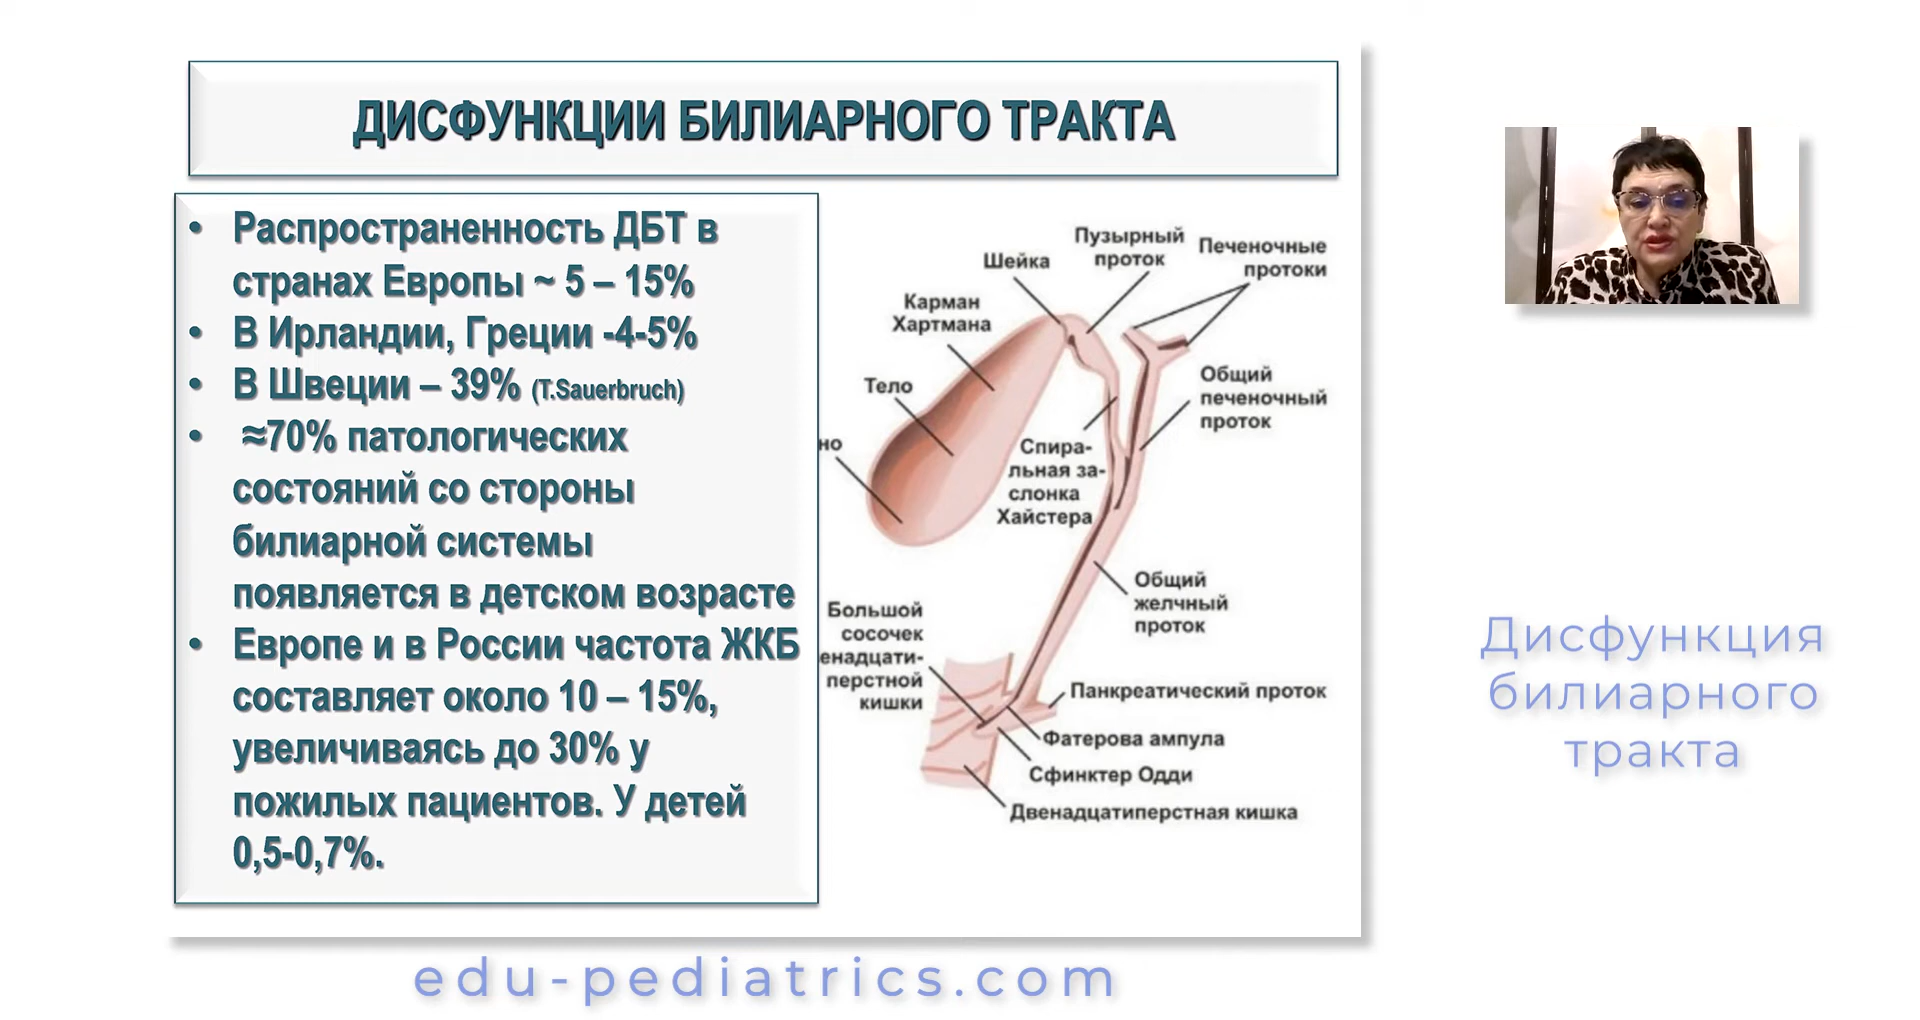 ДИСФУНКЦИИ БИЛИАРНОГО ТРАКТА
• Распространенность ДБТ в
странах Европы ~ 5 – 15%
• В Ирландии, Греции -4-5%
• В Швеции – 39% (T.Sauerbruch)
• ≈70% патологических
состояний со стороны
билиарной системы
появляется в детском возрасте
• Европе и в России частота ЖКБ
составляет около 10 – 15%,
увеличиваясь до 30% у
пожилых пациентов. У детей
0,5-0,7%.
Пузырный
проток
Печеночные
протоки
Шейка
Карман
Хартмана
Тело
но
Общий
печеночный
проток
Спира-
льная за-
слонка
Хайстера
Общий
желчный
проток
Большой
сосочек
енадцати-
перстной
кишки
Панкреатический проток
Фатерова ампула
Сфинктер Одди
Двенадцатиперстная кишка
Дисфункция
билиарного
тракта
edu-pediatrics.com